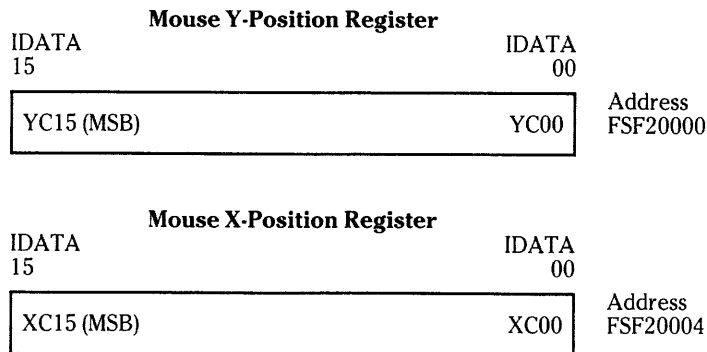 Mouse Y-Position Register
IDATA IDATA
15 00
YC15 (MSB) YC00 Address
FSF20000
Mouse X-Position Register
IDATA IDATA
15 00
XC15 (MSB) XC00 Address
FSF20004